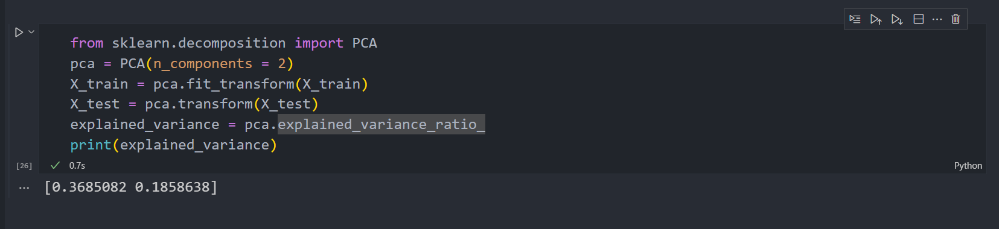 from sklearn.decomposition import PCA
pca = PCA(n_components = 2)
X_train = pca.fit_transform(X_train)
X_test = pca.transform(X_test)
explained_variance = pca.explained_variance_ratio_
print(explained_variance)
[26] 0.7s Python
[0.3685082 0.1858638]